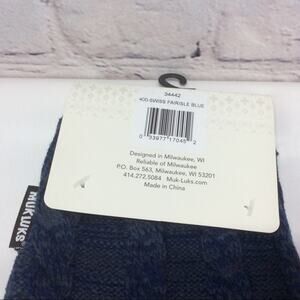 34442
400-SWISS FAIRISLE BLUE
0 33977 17045 2
Designed in Milwaukee, WI
Reliable of Milwaukee
P.O. Box 563, Milwaukee, WI 53201
414.272.5084 Muk-Luks.com
Made in China
MUK LUKS